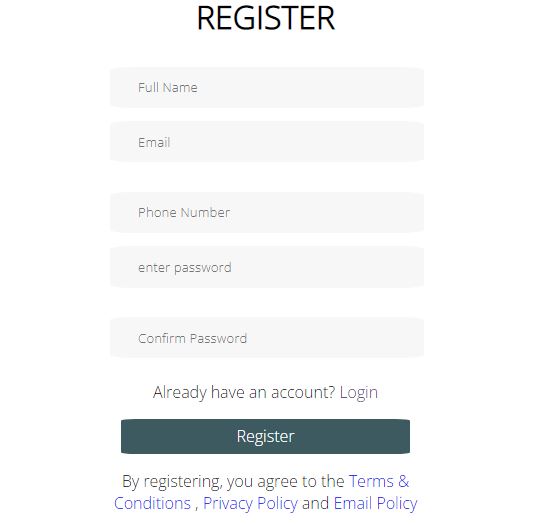 REGISTER
Full Name
Email
Phone Number
enter password
Confirm Password
Already have an account? Login
Register
By registering, you agree to the Terms &
Conditions , Privacy Policy and Email Policy